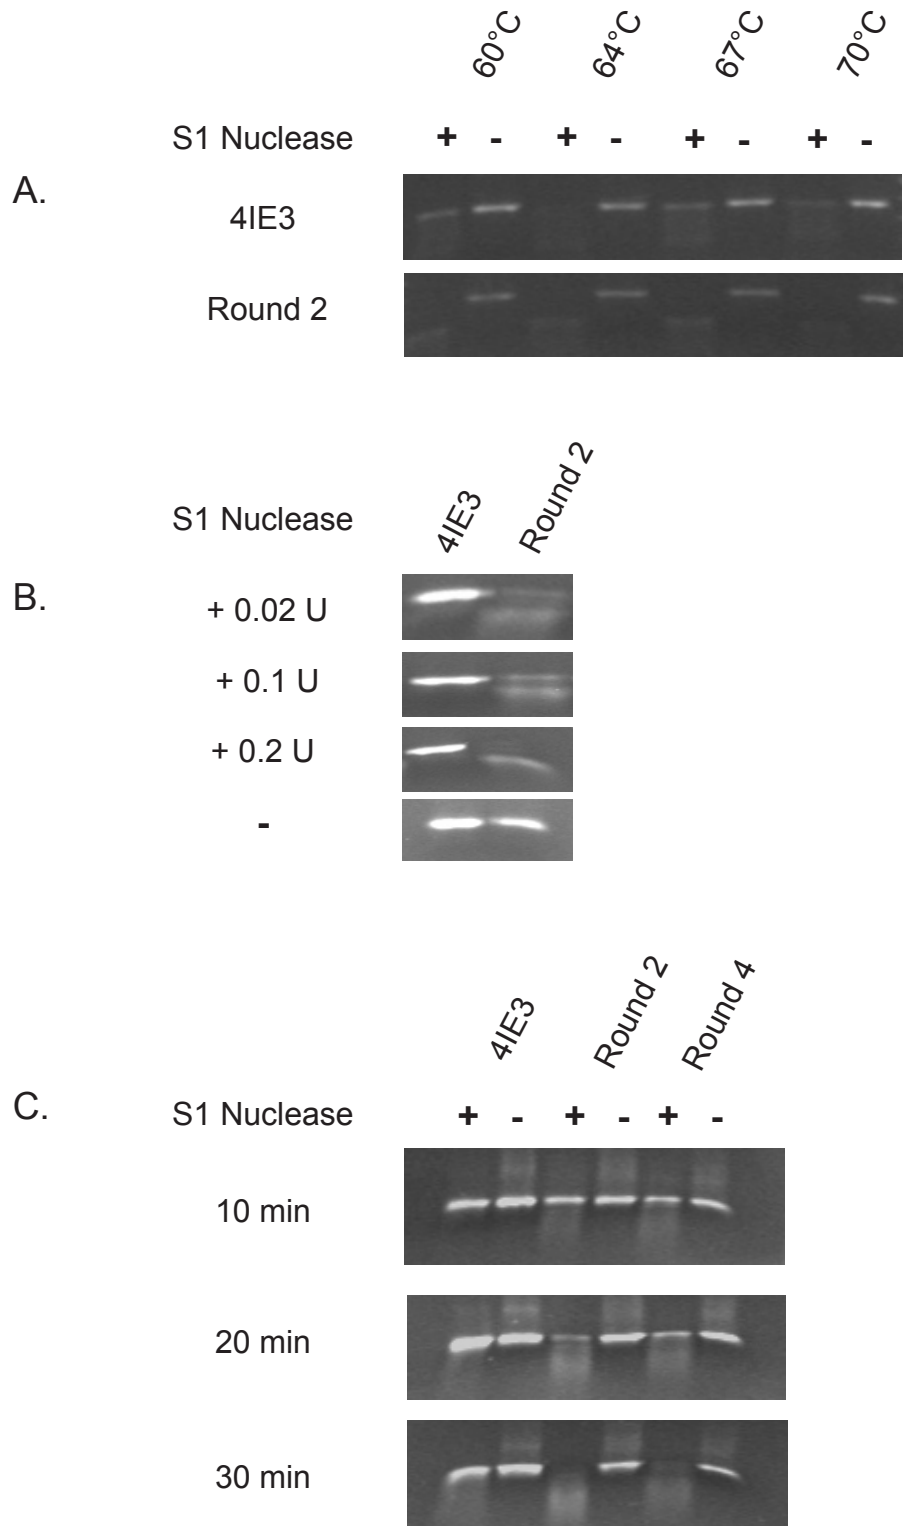 60°C 64°C 67°C 70°C
S1 Nuclease + - + - + - + -
A.
4IE3
Round 2
4IE3 Round 2
S1 Nuclease
B.
+ 0.02 U
+ 0.1 U
+ 0.2 U
-
4IE3 Round 2 Round 4
C.
S1 Nuclease + - + - + -
10 min
20 min
30 min